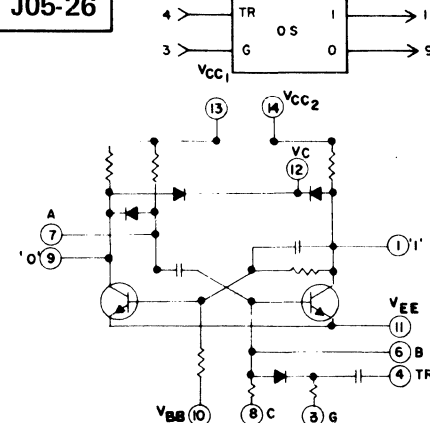 J05-26
4 TR 1 1
OS
3 G 0 9
VCC1 VCC2
13 14
VC
12
A
7
'0' 9 1 '1'
VEE
11
6 B
4 TR
VBB 10 8 C 3 G